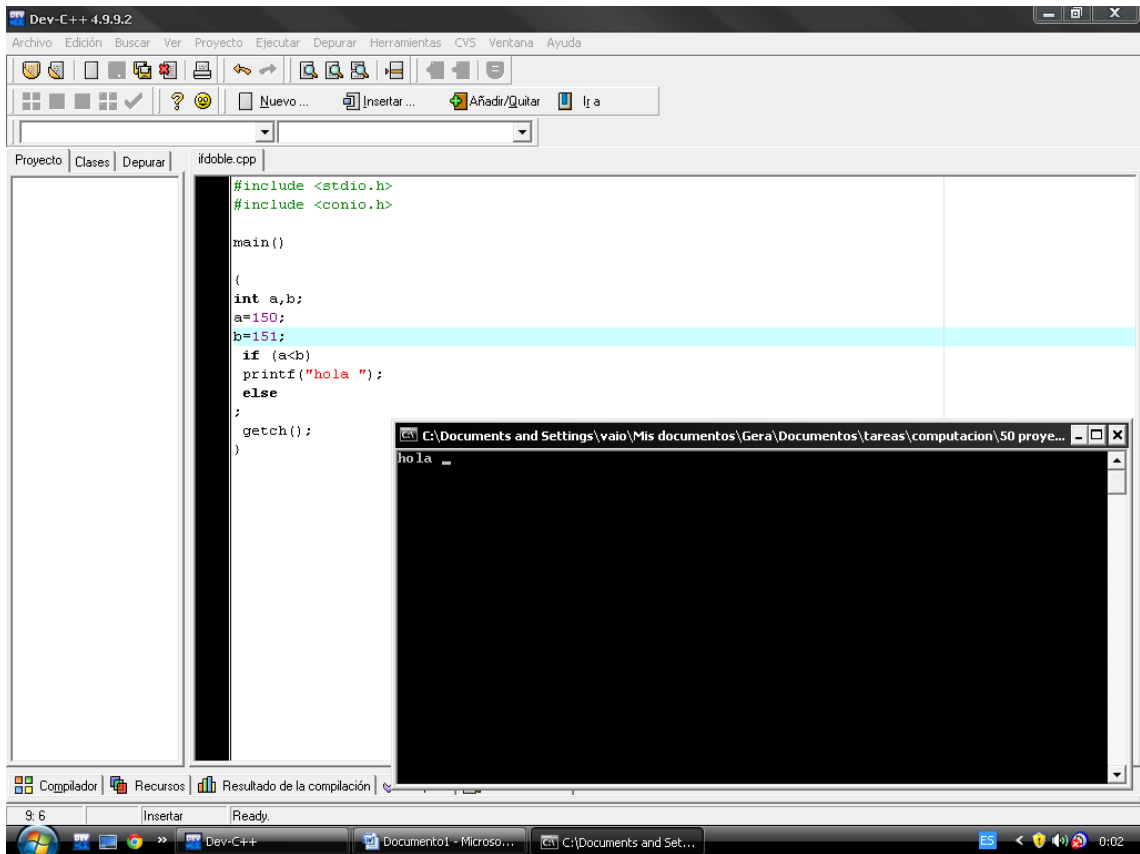 Dev-C++ 4.9.9.2
Archivo Edición Buscar Ver Proyecto Ejecutar Depurar Herramientas CVS Ventana Ayuda
Nuevo ... Insertar ... Añadir/Quitar Ir a
Proyecto Clases Depurar ifdoble.cpp
#include <stdio.h>
#include <conio.h>
main()
{
int a,b;
a=150;
b=151;
if (a<b)
printf("hola ");
else
;
getch();
}
C:\Documents and Settings\vaio\Mis documentos\Gera\Documentos\tareas\computacion\50 proye...
hola _
Compilador Recursos Resultado de la compilación
9: 6 Insertar Ready.
Dev-C++ Documento1 - Microso... C:\Documents and Set... ES 0:02